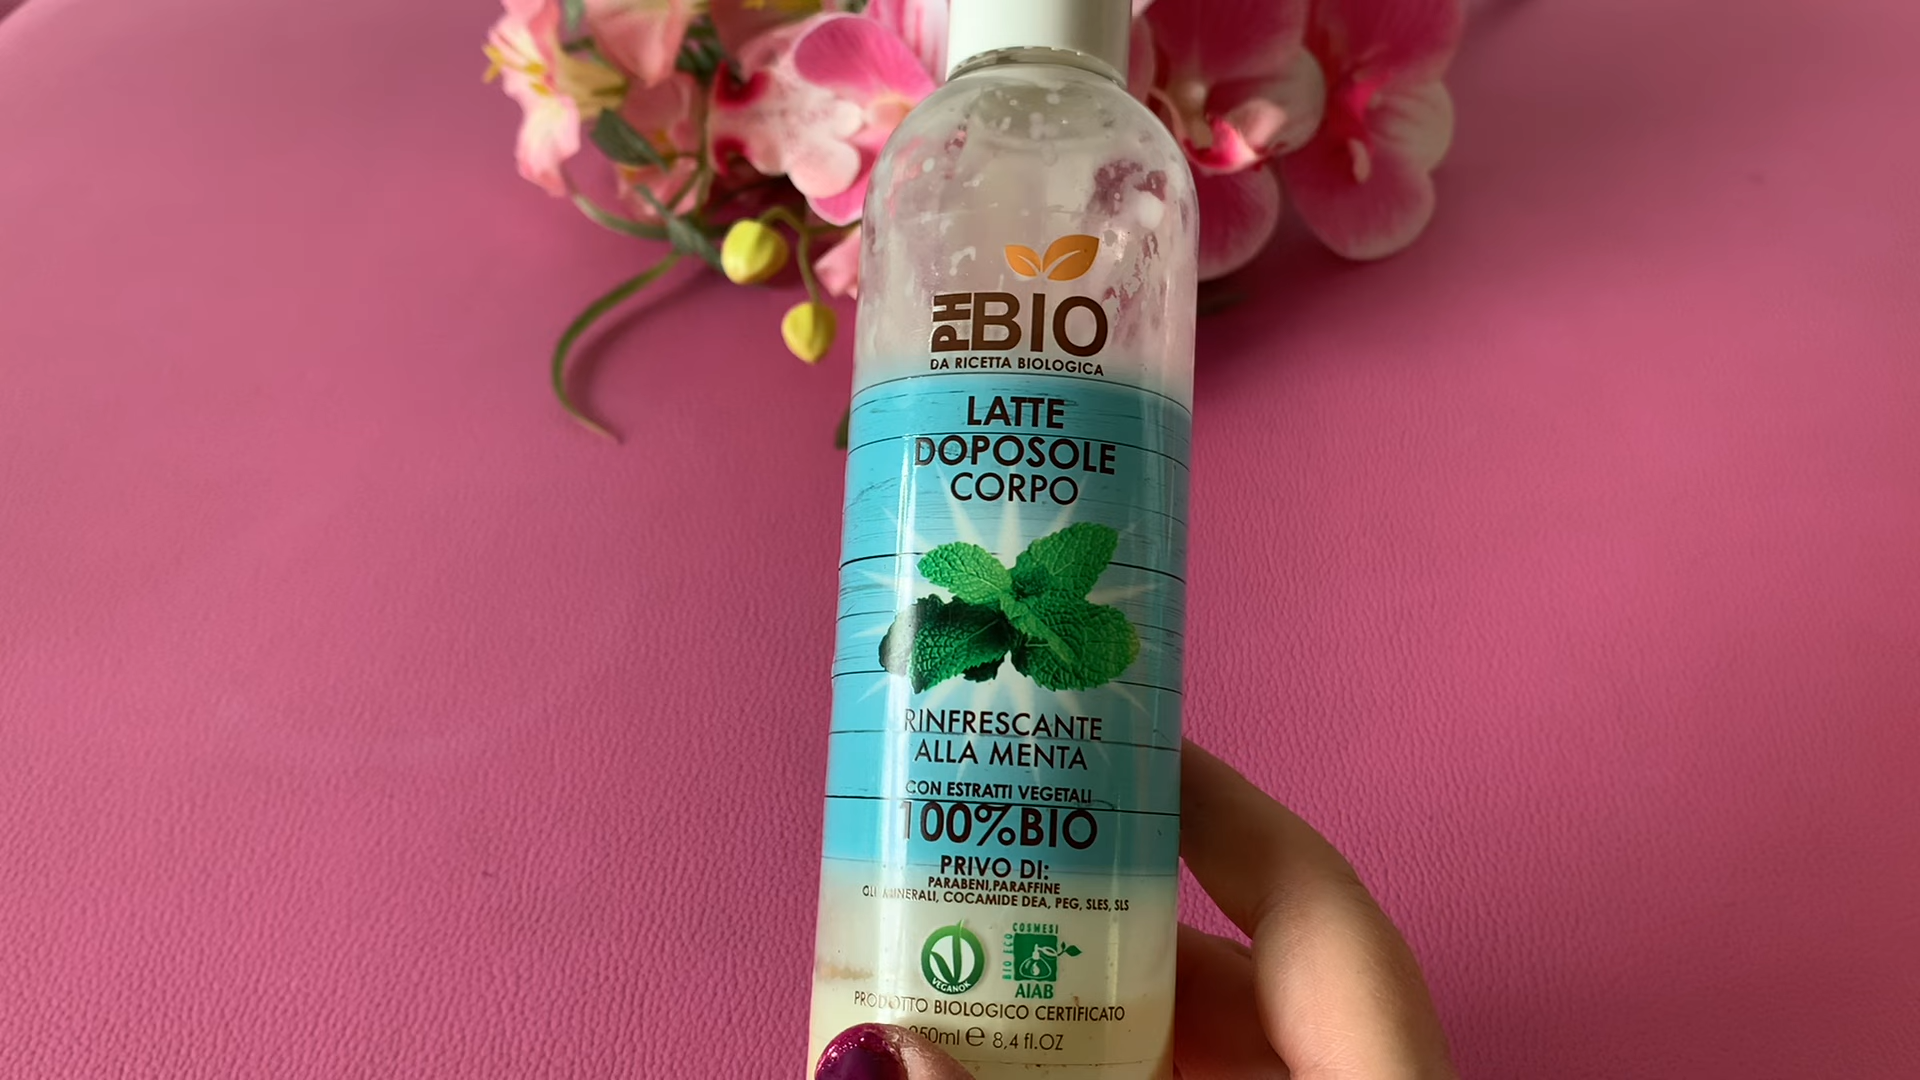 PH BIO
DA RICETTA BIOLOGICA
LATTE
DOPOSOLE
CORPO
RINFRESCANTE
ALLA MENTA
CON ESTRATTI VEGETALI
100%BIO
PRIVO DI:
PARABENI,PARAFFINE
COCAMIDE DEA, PEG, SLES, SLS
VEGANOK
BIO ECO COSMESI
AIAB
PRODOTTO BIOLOGICO CERTIFICATO
250ml e 8,4 fl.OZ